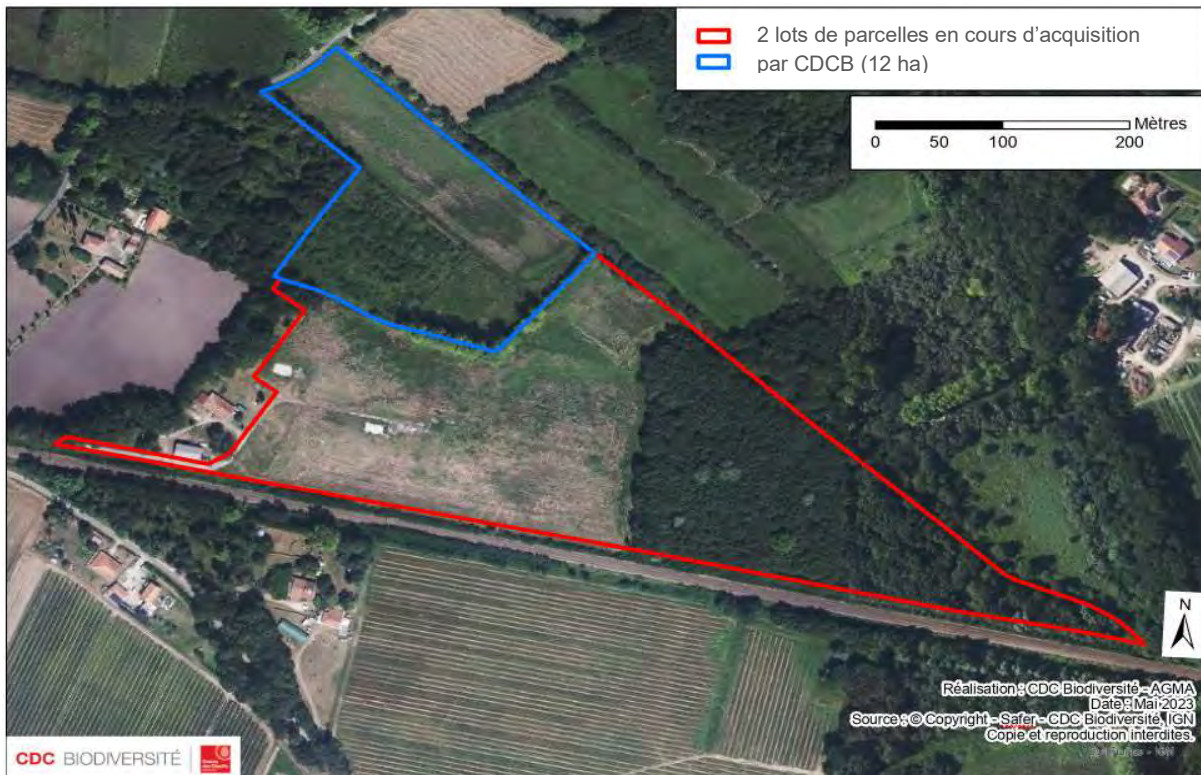 2 lots de parcelles en cours d'acquisition
par CDCB (12 ha)
Mètres
0 50 100 200
N
Réalisation : CDC Biodiversité - AGMA
Date : Mai 2023
Source : © Copyright - Safer - CDC Biodiversité, IGN
Copie et reproduction interdites.
CDC BIODIVERSITÉ